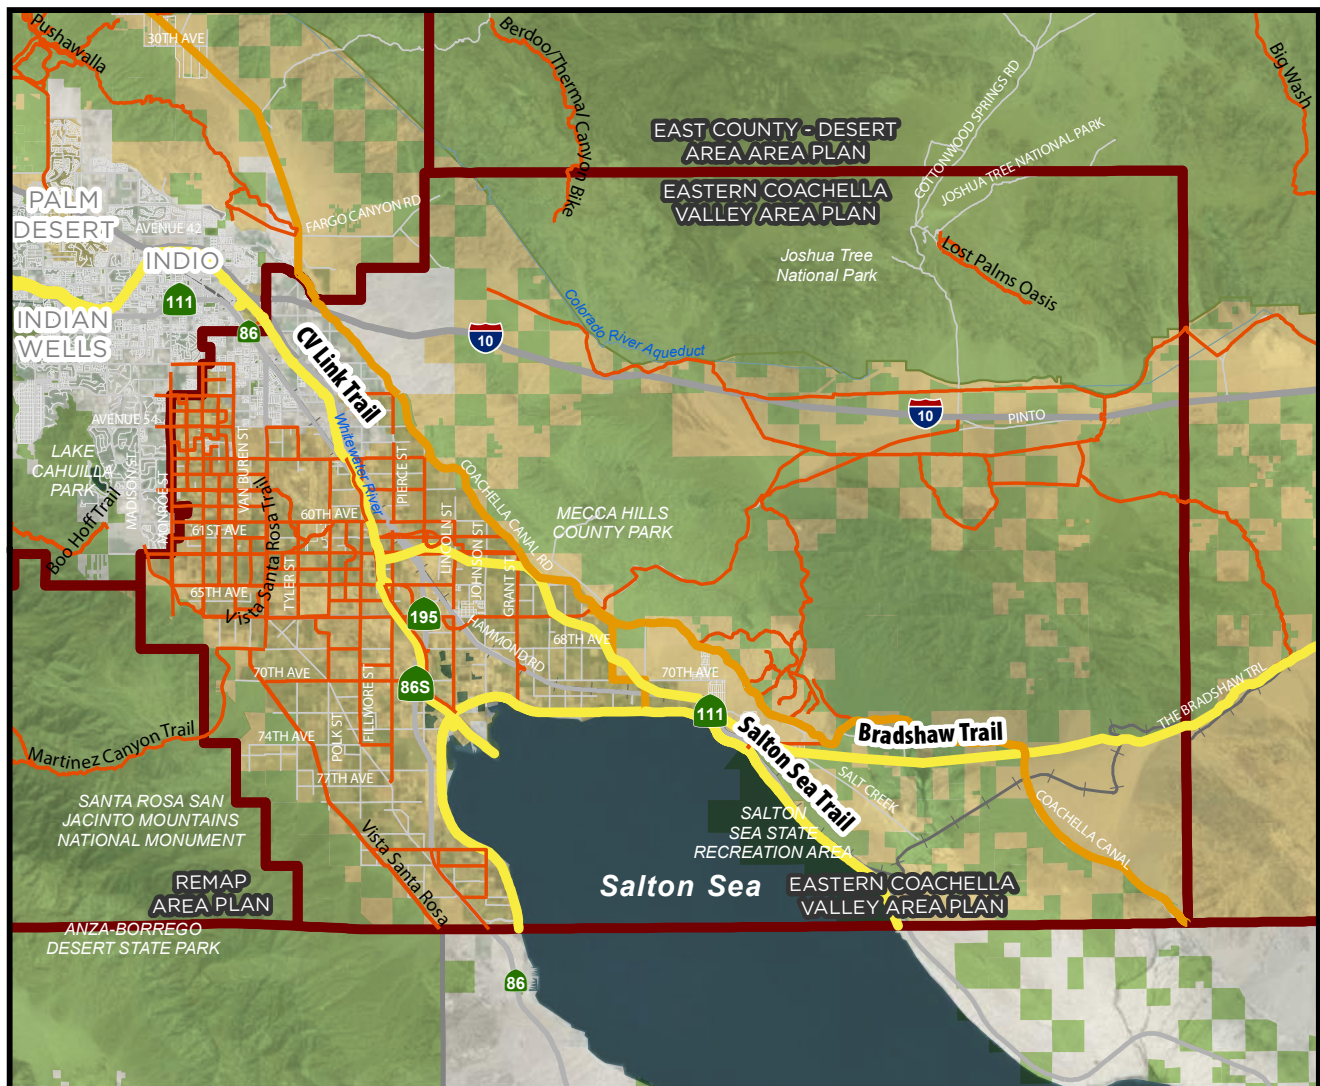 Pushawalla
30TH AVE
Berdoo/Thermal Canyon Bike
Big Wash
COTTONWOOD SPRINGS RD
JOSHUA TREE NATIONAL PARK
EAST COUNTY - DESERT
AREA AREA PLAN
EASTERN COACHELLA
VALLEY AREA PLAN
PALM
DESERT
AVENUE 42
FARGO CANYON RD
INDIO
Joshua Tree
National Park
Lost Palms Oasis
111
86
INDIAN
WELLS
CV Link Trail
10
Colorado River Aqueduct
10
PINTO
AVENUE 54
LAKE
CAHUILLA
PARK
MADISON ST
MONROE ST
VAN BUREN ST
Whitewater River
PIERCE ST
COACHELLA CANAL RD
Boo Hoff Trail
Vista Santa Rosa Trail
60TH AVE
61ST AVE
MECCA HILLS
COUNTY PARK
LINCOLN ST
JOHNSON ST
GRANT ST
TYLER ST
65TH AVE
195
HAMMOND RD
68TH AVE
70TH AVE
70TH AVE
86S
111
FILLMORE ST
POLK ST
74TH AVE
77TH AVE
Martinez Canyon Trail
Salton Sea Trail
Bradshaw Trail
THE BRADSHAW TRL
SALT CREEK
COACHELLA CANAL
SANTA ROSA SAN
JACINTO MOUNTAINS
NATIONAL MONUMENT
SALTON
SEA STATE
RECREATION AREA
Vista Santa Rosa
REMAP
AREA PLAN
Salton Sea
EASTERN COACHELLA
VALLEY AREA PLAN
ANZA-BORREGO
DESERT STATE PARK
86